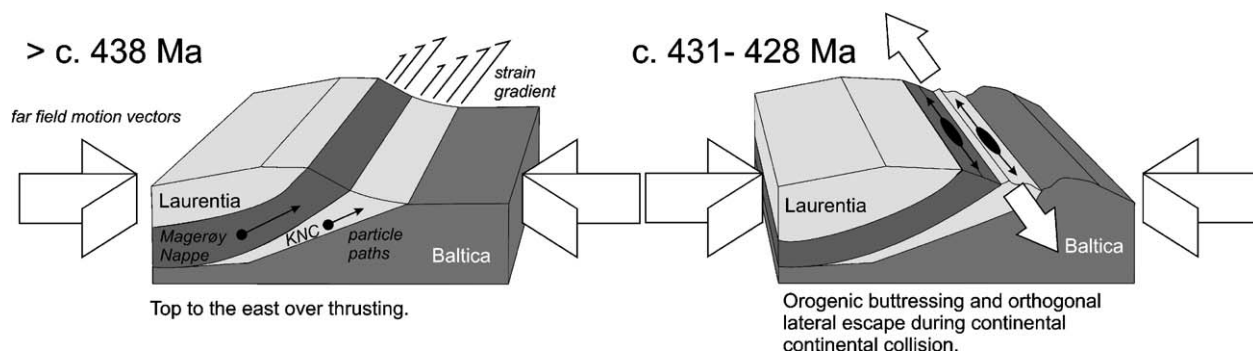 > c. 438 Ma
strain
gradient
far field motion vectors
Laurentia
Magerøy
Nappe
KNC
particle
paths
Baltica
Top to the east over thrusting.
c. 431- 428 Ma
Laurentia
Baltica
Orogenic buttressing and orthogonal
lateral escape during continental
continental collision.